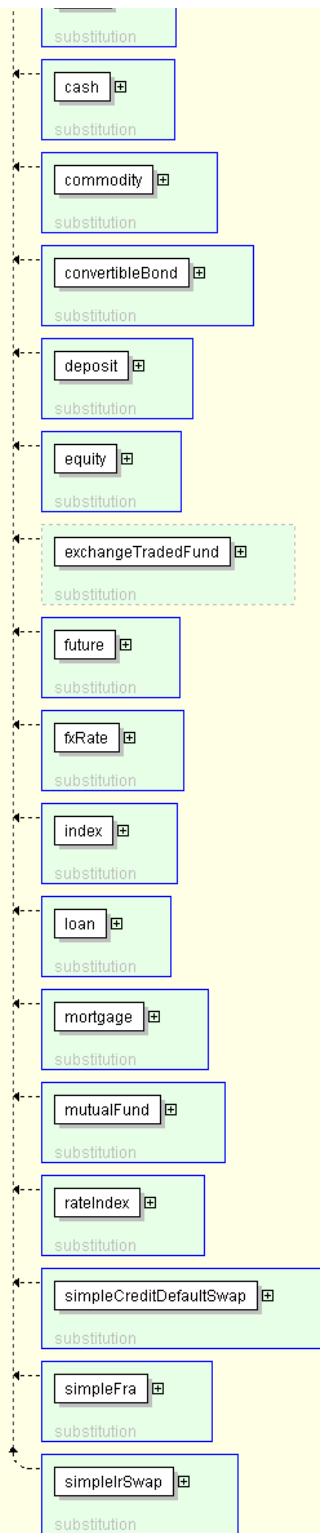 substitution
cash
substitution
commodity
substitution
convertibleBond
substitution
deposit
substitution
equity
substitution
exchangeTradedFund
substitution
future
substitution
fxRate
substitution
index
substitution
loan
substitution
mortgage
substitution
mutualFund
substitution
rateIndex
substitution
simpleCreditDefaultSwap
substitution
simpleFra
substitution
simpleIrSwap
substitution